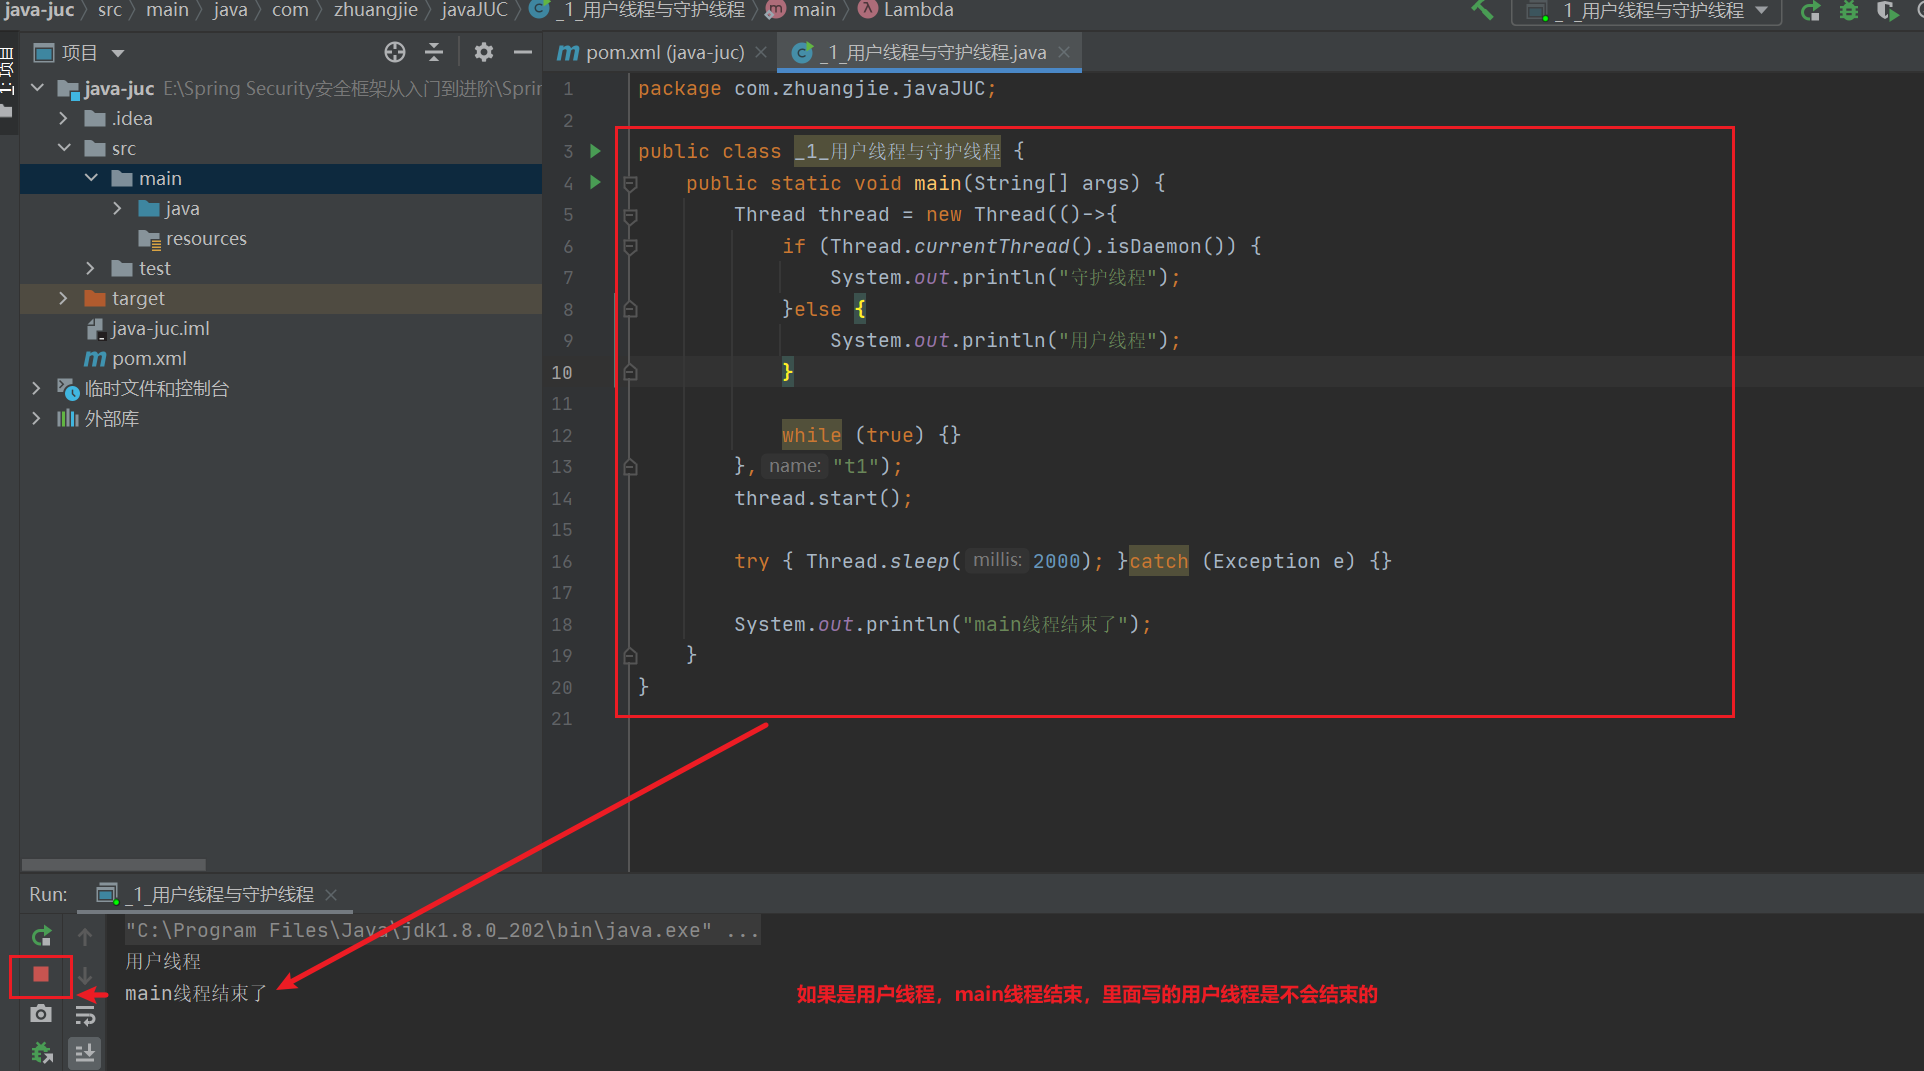 java-juc 〉 src 〉 main 〉 java 〉 com 〉 zhuangjie 〉 javaJUC 〉 _1_用户线程与守护线程 〉 main 〉 Lambda
_1_用户线程与守护线程
1: 项目
项目
java-juc E:\Spring Security安全框架从入门到进阶\Sprin
.idea
src
main
java
resources
test
target
java-juc.iml
pom.xml
临时文件和控制台
外部库
pom.xml (java-juc)
_1_用户线程与守护线程.java
1 package com.zhuangjie.javaJUC;
2
3 public class _1_用户线程与守护线程 {
4 public static void main(String[] args) {
5 Thread thread = new Thread(()->{
6 if (Thread.currentThread().isDaemon()) {
7 System.out.println("守护线程");
8 }else {
9 System.out.println("用户线程");
10 }
11
12 while (true) {}
13 }, name: "t1");
14 thread.start();
15
16 try { Thread.sleep( millis: 2000); }catch (Exception e) {}
17
18 System.out.println("main线程结束了");
19 }
20 }
21
Run: _1_用户线程与守护线程
"C:\Program Files\Java\jdk1.8.0_202\bin\java.exe" ...
用户线程
main线程结束了
如果是用户线程，main线程结束，里面写的用户线程是不会结束的